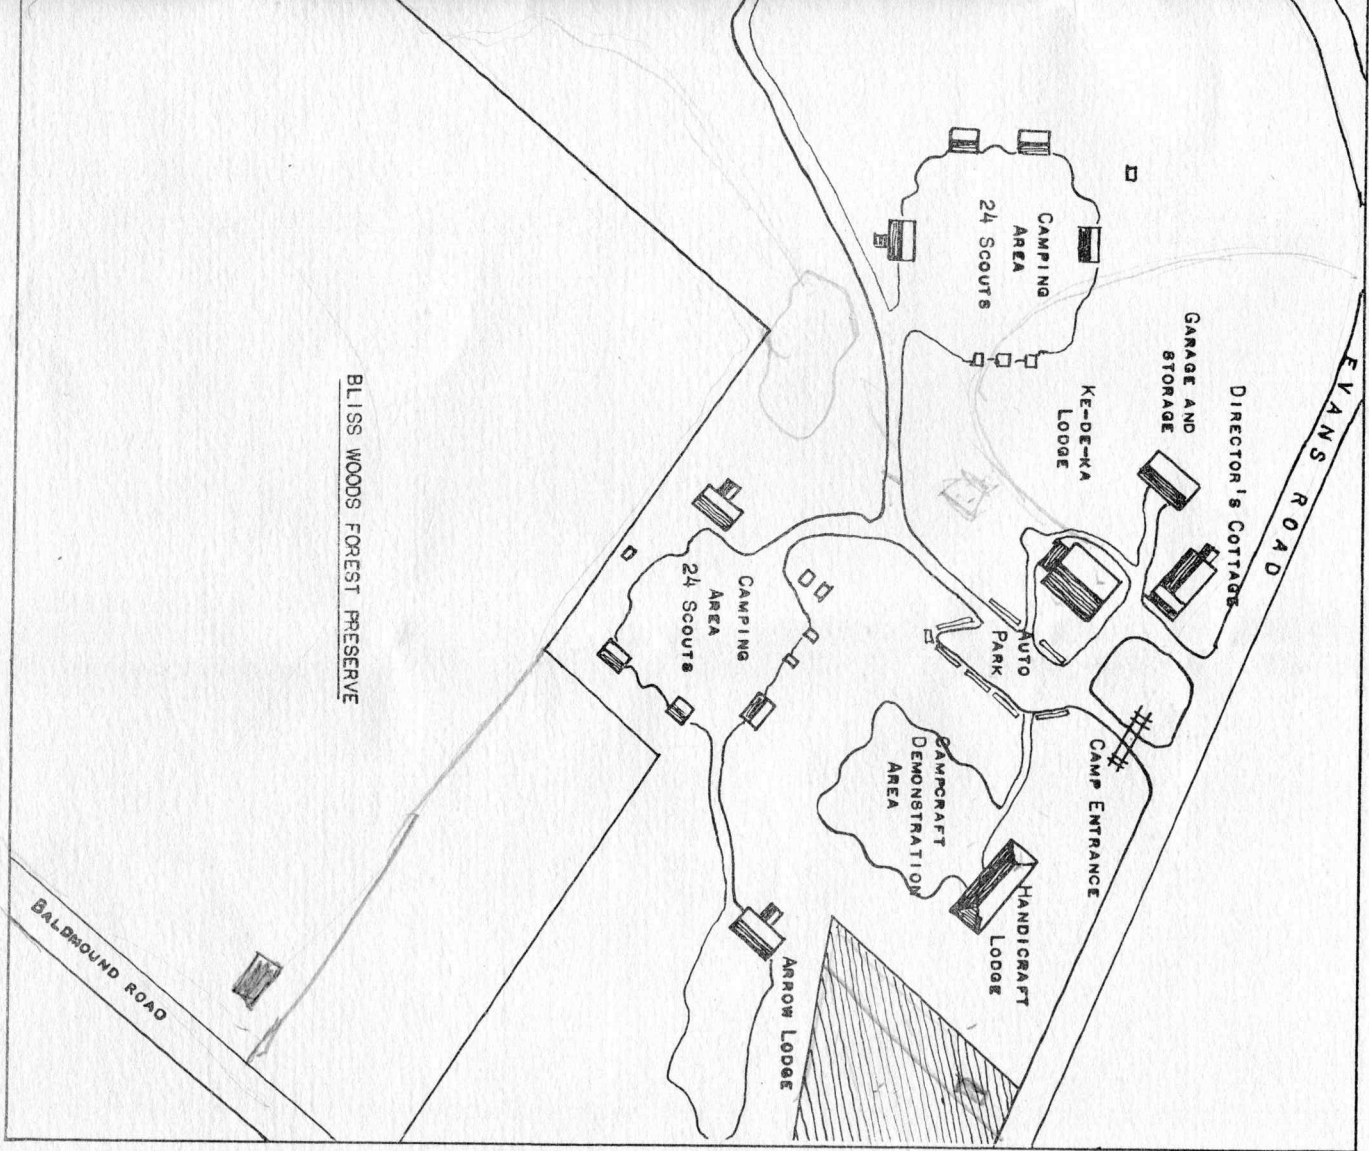 EVANS ROAD
DIRECTOR'S COTTAGE
GARAGE AND
STORAGE
KE-DE-KA
LODGE
CAMPING
AREA
24 SCOUTS
AUTO
PARK
CAMP ENTRANCE
HANDICRAFT
LODGE
CAMPCRAFT
DEMONSTRATION
AREA
CAMPING
AREA
24 SCOUTS
ARROW LODGE
BLISS WOODS FOREST PRESERVE
BALDMOUND ROAD